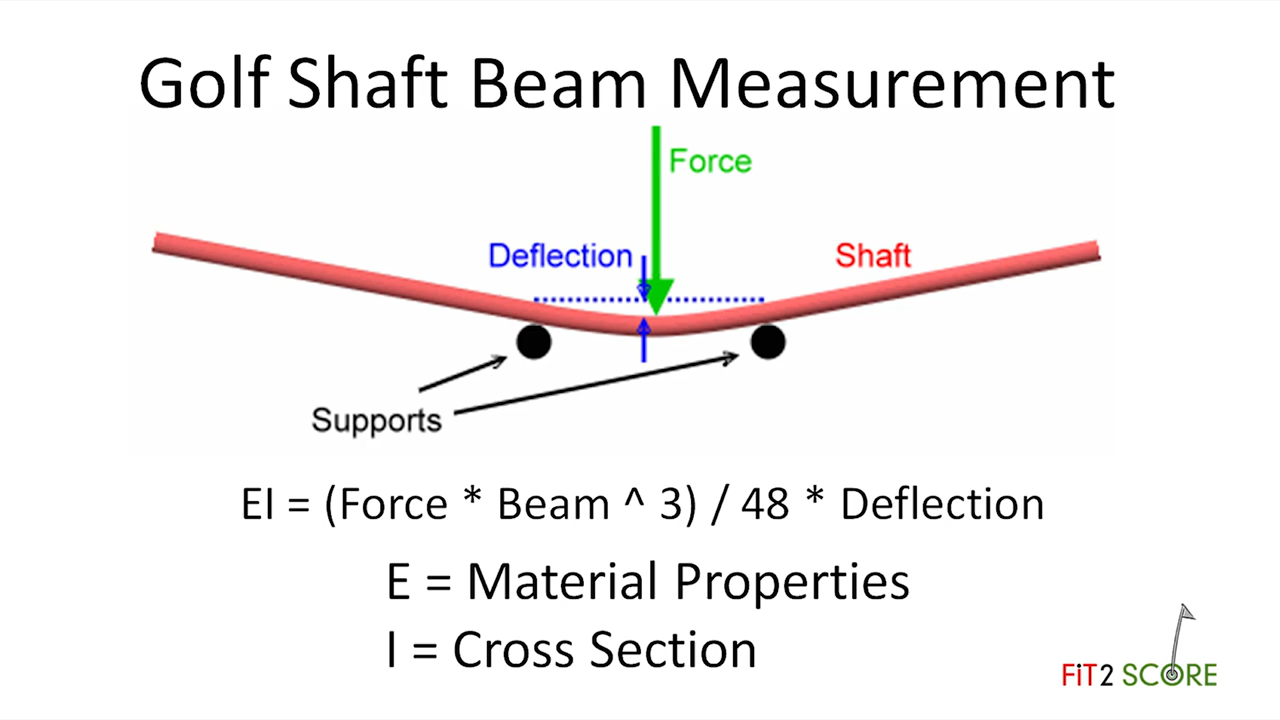 Golf Shaft Beam Measurement
Force
Deflection
Shaft
Supports
EI = (Force * Beam ^ 3) / 48 * Deflection
E = Material Properties
I = Cross Section
FiT2 SCORE